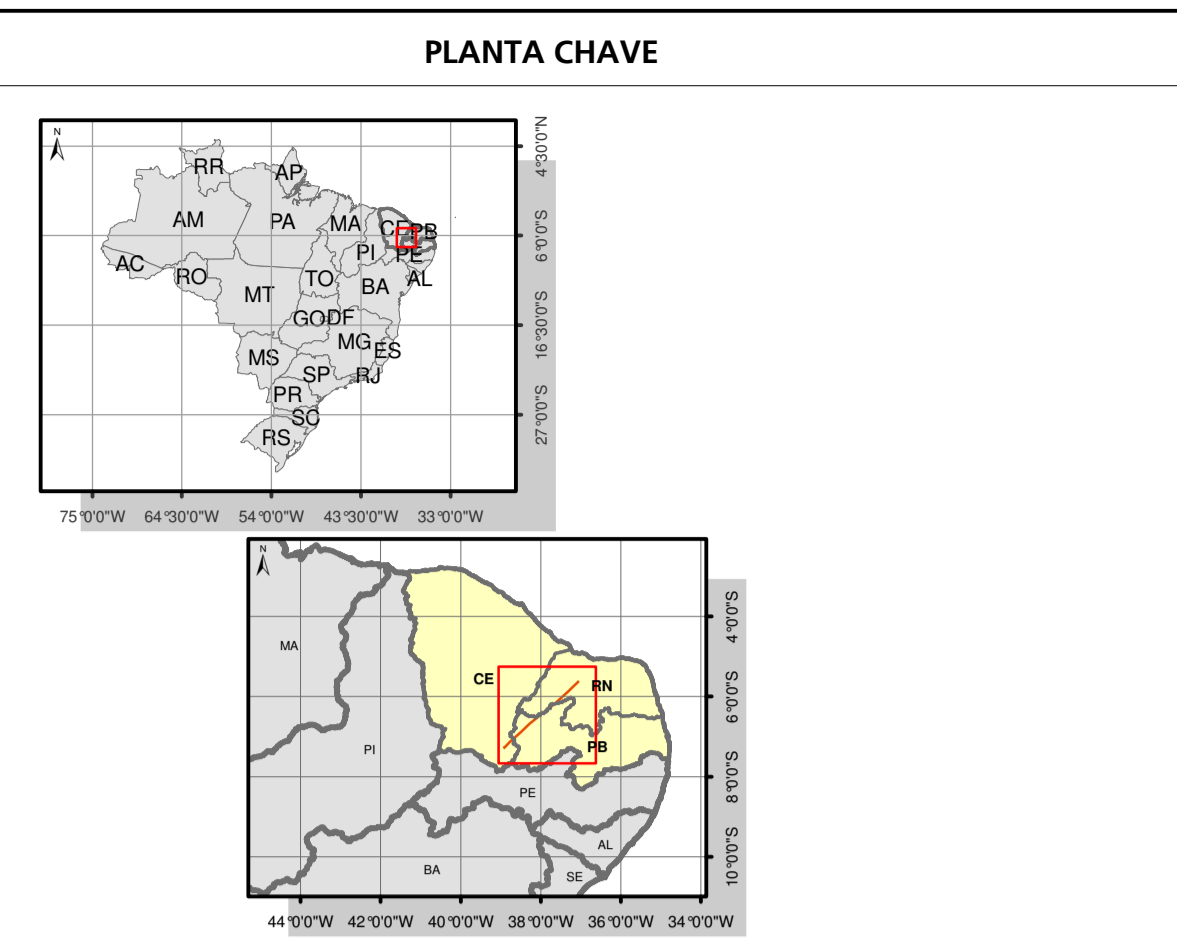 PLANTA CHAVE
N
RR
AP
AM
PA
MA
CE
PB
PI
PE
AC
RO
TO
AL
MT
BA
GO
DF
MG
ES
MS
SP
RJ
PR
SC
RS
4°30'0"N
6°0'0"S
16°30'0"S
27°0'0"S
75°0'0"W 64°30'0"W 54°0'0"W 43°30'0"W 33°0'0"W
N
MA
CE
RN
PI
PB
PE
AL
BA
SE
4°0'0"S
6°0'0"S
8°0'0"S
10°0'0"S
44°0'0"W 42°0'0"W 40°0'0"W 38°0'0"W 36°0'0"W 34°0'0"W